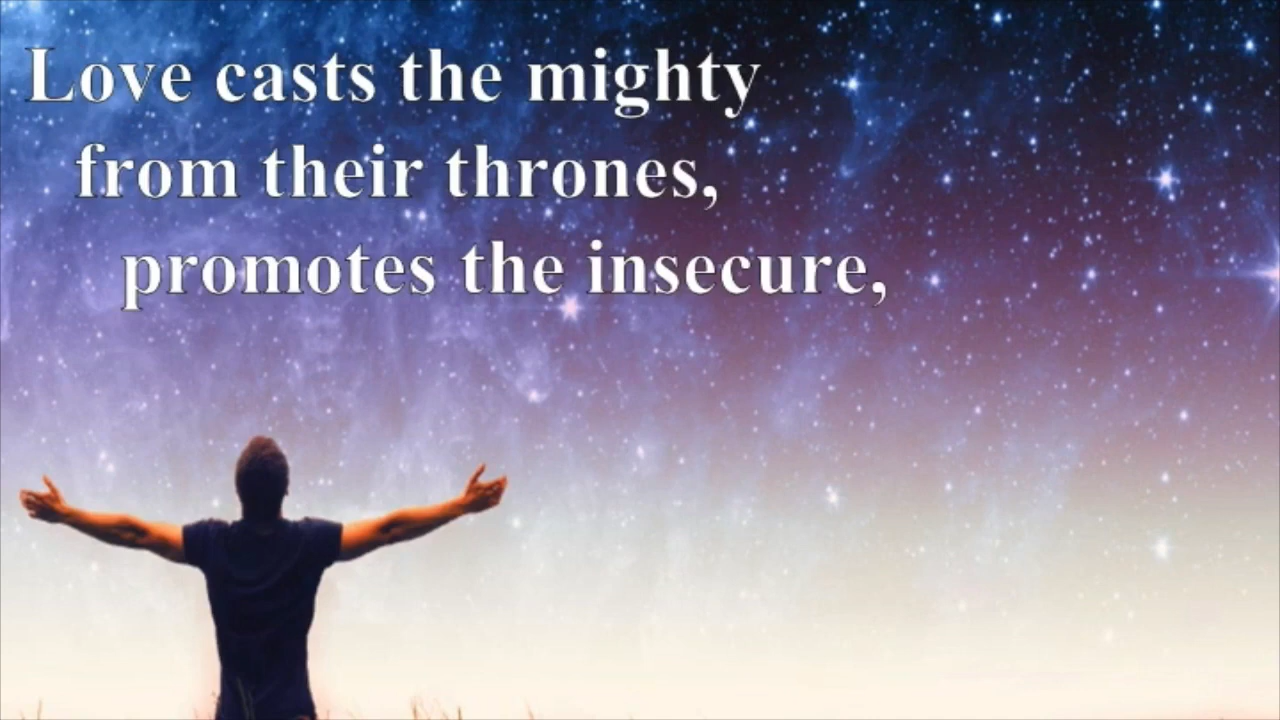 Love casts the mighty
from their thrones,
promotes the insecure,